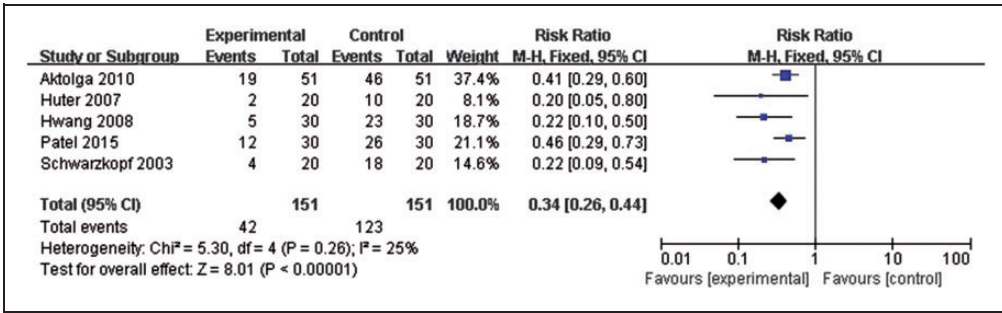 Experimental Control Risk Ratio Risk Ratio
Study or Subgroup Events Total Events Total Weight M-H, Fixed, 95% CI M-H, Fixed, 95% CI
Aktolga 2010 19 51 46 51 37.4% 0.41 [0.29, 0.60]
Huter 2007 2 20 10 20 8.1% 0.20 [0.05, 0.80]
Hwang 2008 5 30 23 30 18.7% 0.22 [0.10, 0.50]
Patel 2015 12 30 26 30 21.1% 0.46 [0.29, 0.73]
Schwarzkopf 2003 4 20 18 20 14.6% 0.22 [0.09, 0.54]
Total (95% CI) 151 151 100.0% 0.34 [0.26, 0.44]
Total events 42 123
Heterogeneity: Chi² = 5.30, df = 4 (P = 0.26); I² = 25%
Test for overall effect: Z = 8.01 (P < 0.00001)
0.01 0.1 1 10 100
Favours [experimental] Favours [control]